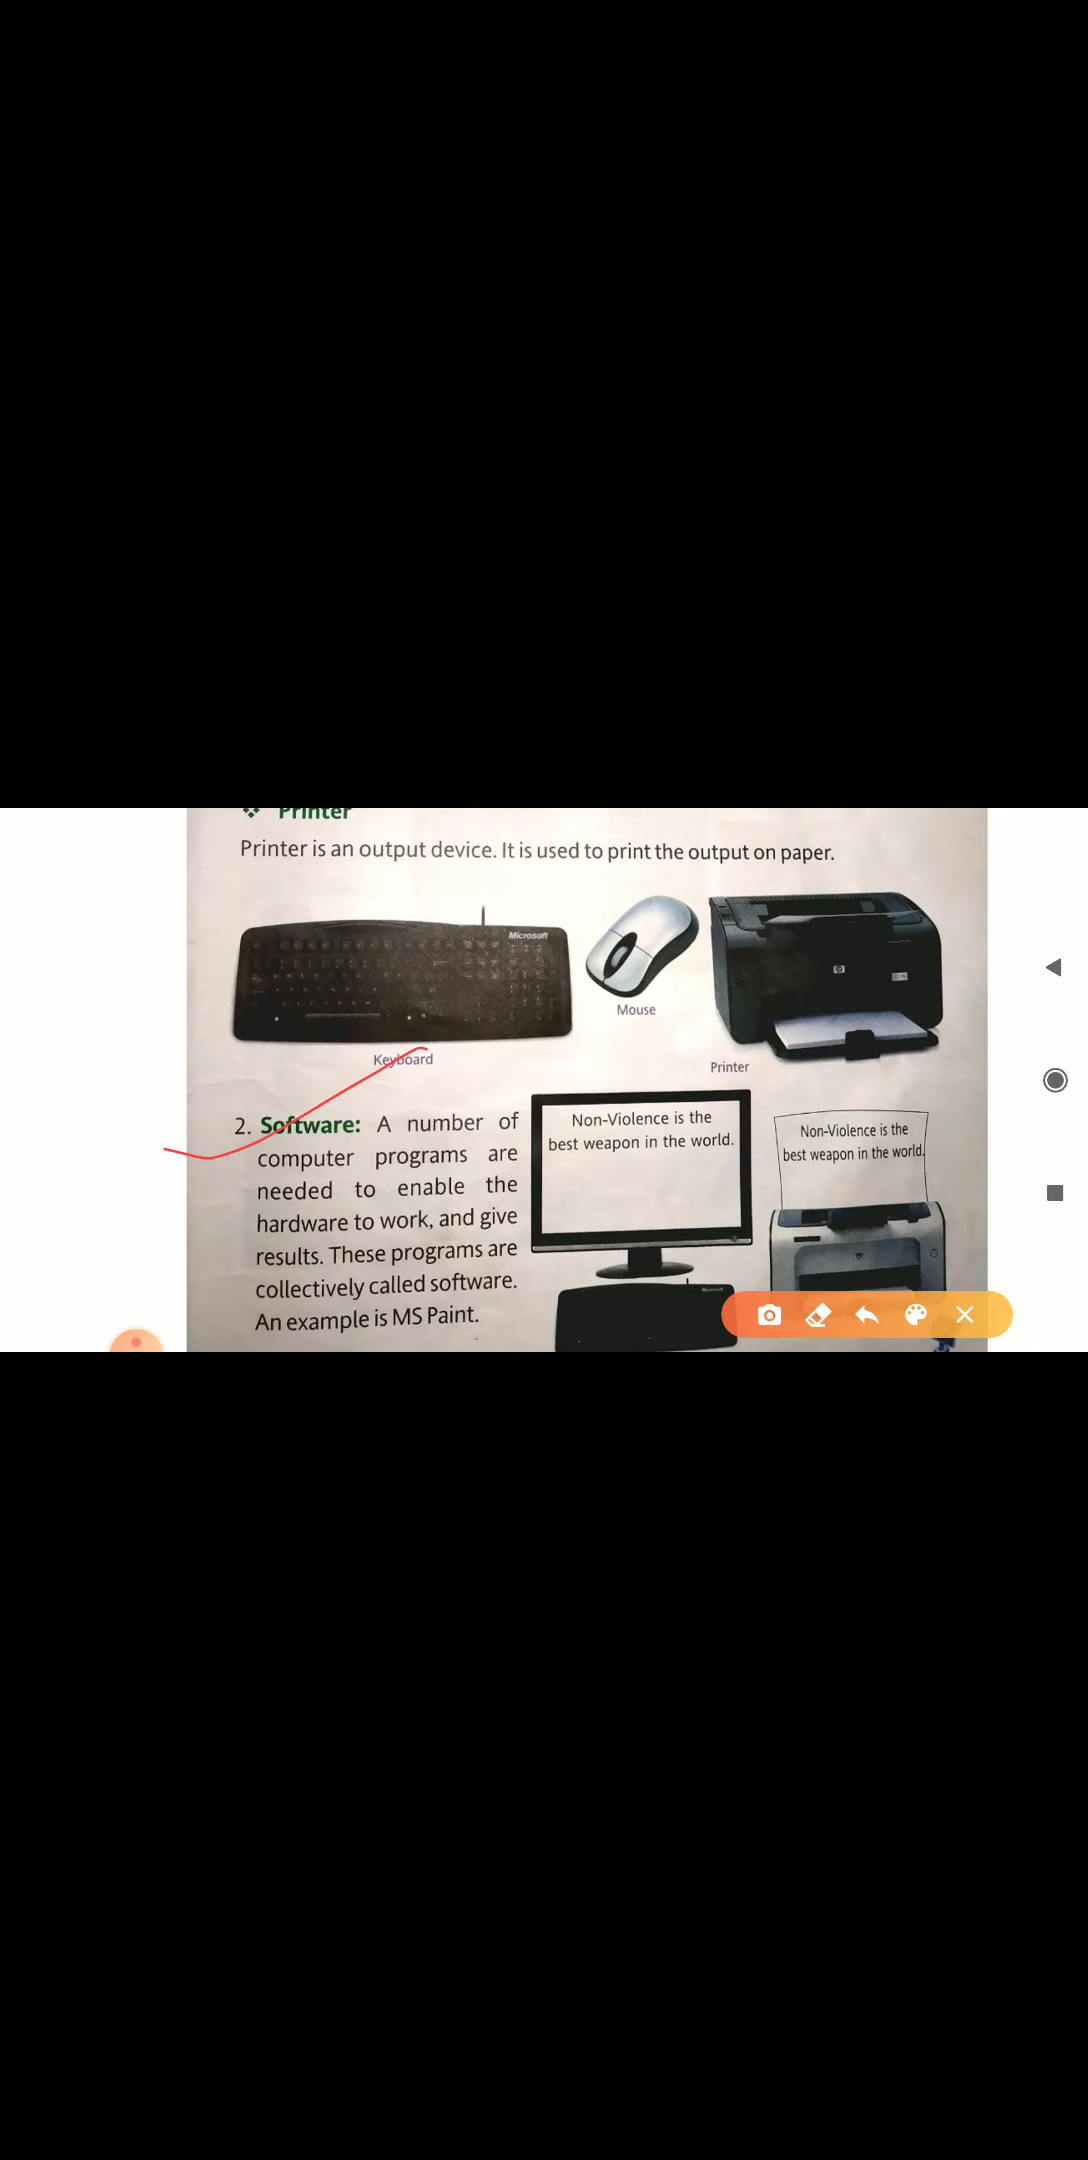 Printer
Printer is an output device. It is used to print the output on paper.
Microsoft
Mouse
Keyboard
Printer
2. Software: A number of
computer programs are
needed to enable the
hardware to work, and give
results. These programs are
collectively called software.
An example is MS Paint.
Non-Violence is the
best weapon in the world.
Non-Violence is the
best weapon in the world.